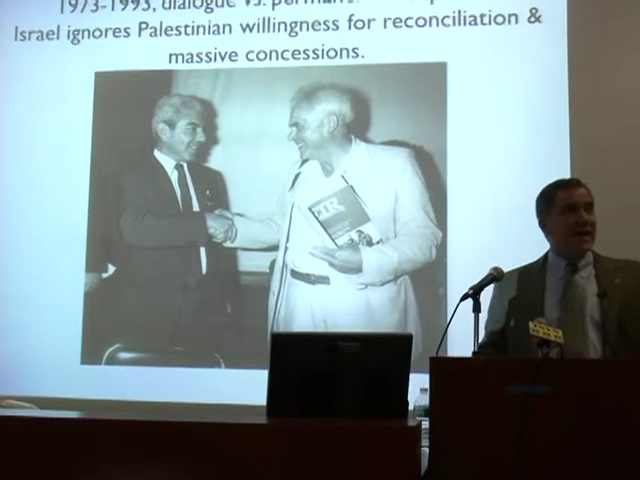 1973-1993, dialogue vs.
Israel ignores Palestinian willingness for reconciliation &
massive concessions.